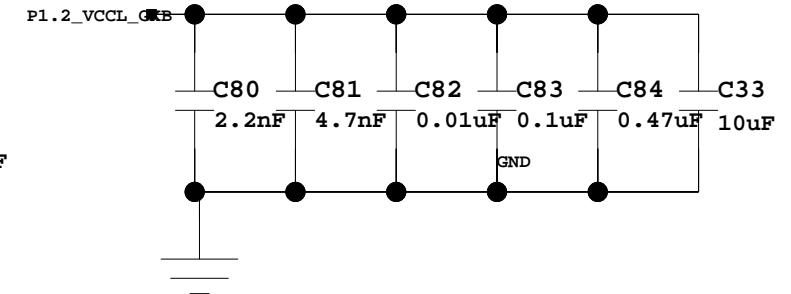 P1.2_VCCL_GXB
C80 C81 C82 C83 C84 C33
2.2nF 4.7nF 0.01uF 0.1uF 0.47uF 10uF
F
GND